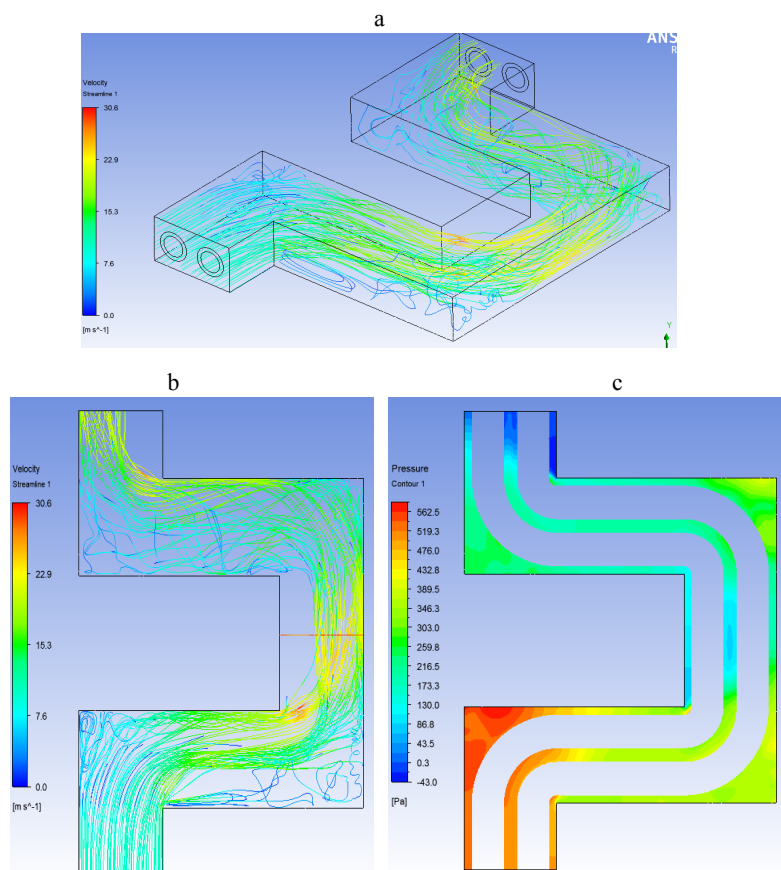 a
ANS
R
Velocity
Streamline 1
30.6
22.9
15.3
7.6
0.0
[m s^-1]
Y
b
c
Velocity
Streamline 1
30.6
22.9
15.3
7.6
0.0
[m s^-1]
Pressure
Contour 1
562.5
519.3
476.0
432.8
389.5
346.3
303.0
259.8
216.5
173.3
130.0
86.8
43.5
0.3
-43.0
[Pa]